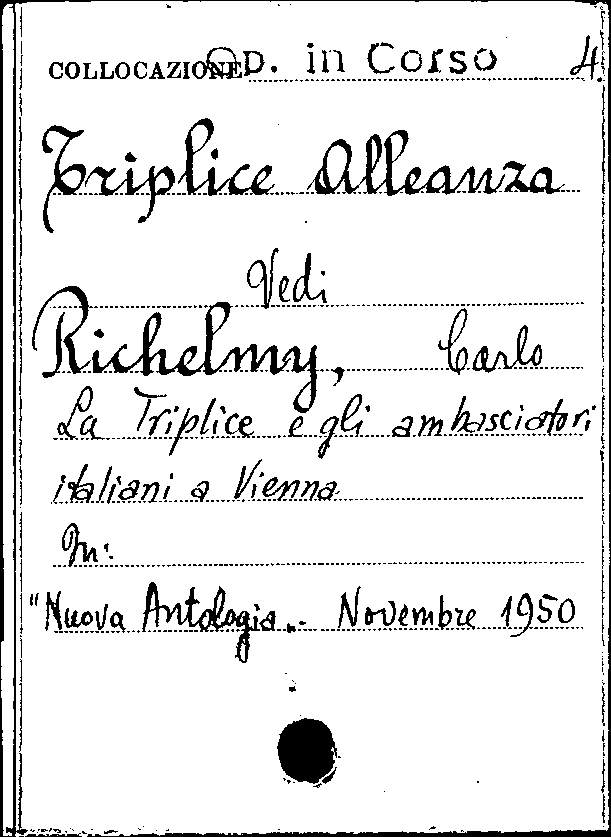 COLLOCAZIONE OD. in Corso 4.
Triplice Alleanza
Vedi
Richelmy, Carlo
La Triplice e gli ambasciatori
italiani a Vienna
In:
"Nuova Antologia„- Novembre 1950